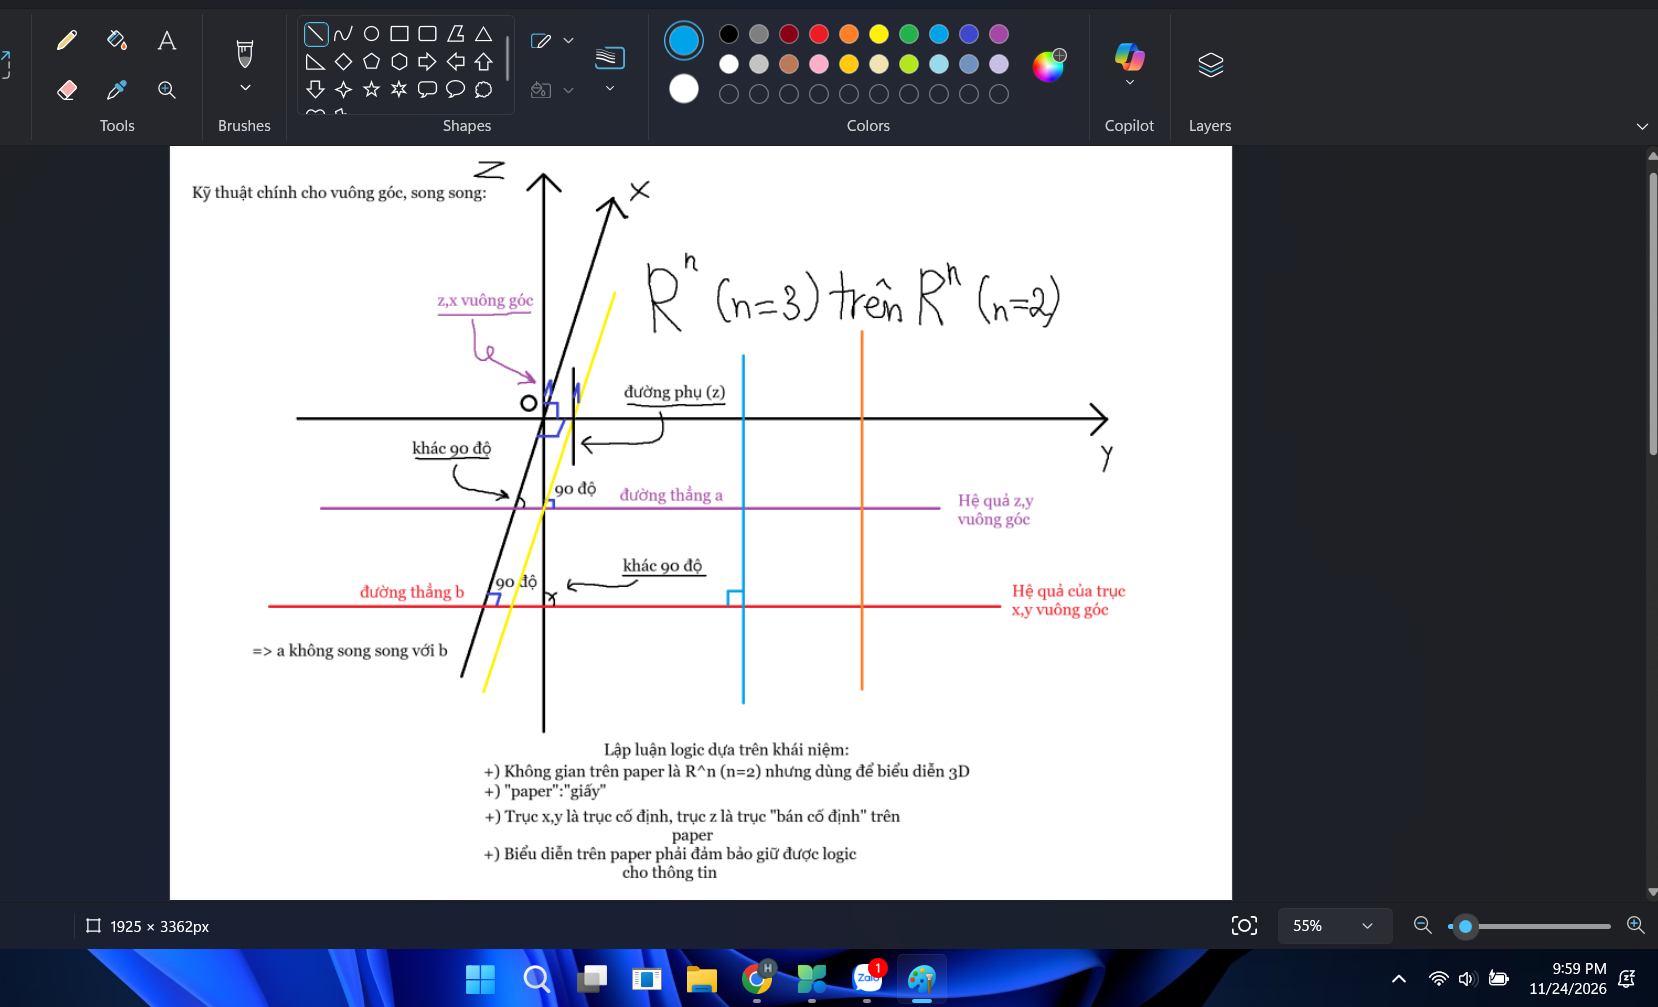 Tools
Brushes
Shapes
Colors
Copilot
Layers
Kỹ thuật chính cho vuông góc, song song:
z
x
R^n (n=3) trên R^n (n=2)
z,x vuông góc
O
đường phụ (z)
y
khác 90 độ
90 độ
đường thẳng a
Hệ quả z,y
vuông góc
khác 90 độ
90 độ
x
đường thẳng b
Hệ quả của trục
x,y vuông góc
=> a không song song với b
Lập luận logic dựa trên khái niệm:
+) Không gian trên paper là R^n (n=2) nhưng dùng để biểu diễn 3D
+) "paper":"giấy"
+) Trục x,y là trục cố định, trục z là trục "bán cố định" trên
paper
+) Biểu diễn trên paper phải đảm bảo giữ được logic
cho thông tin
1925 × 3362px
55%
H
Zalo
1
9:59 PM
11/24/2026